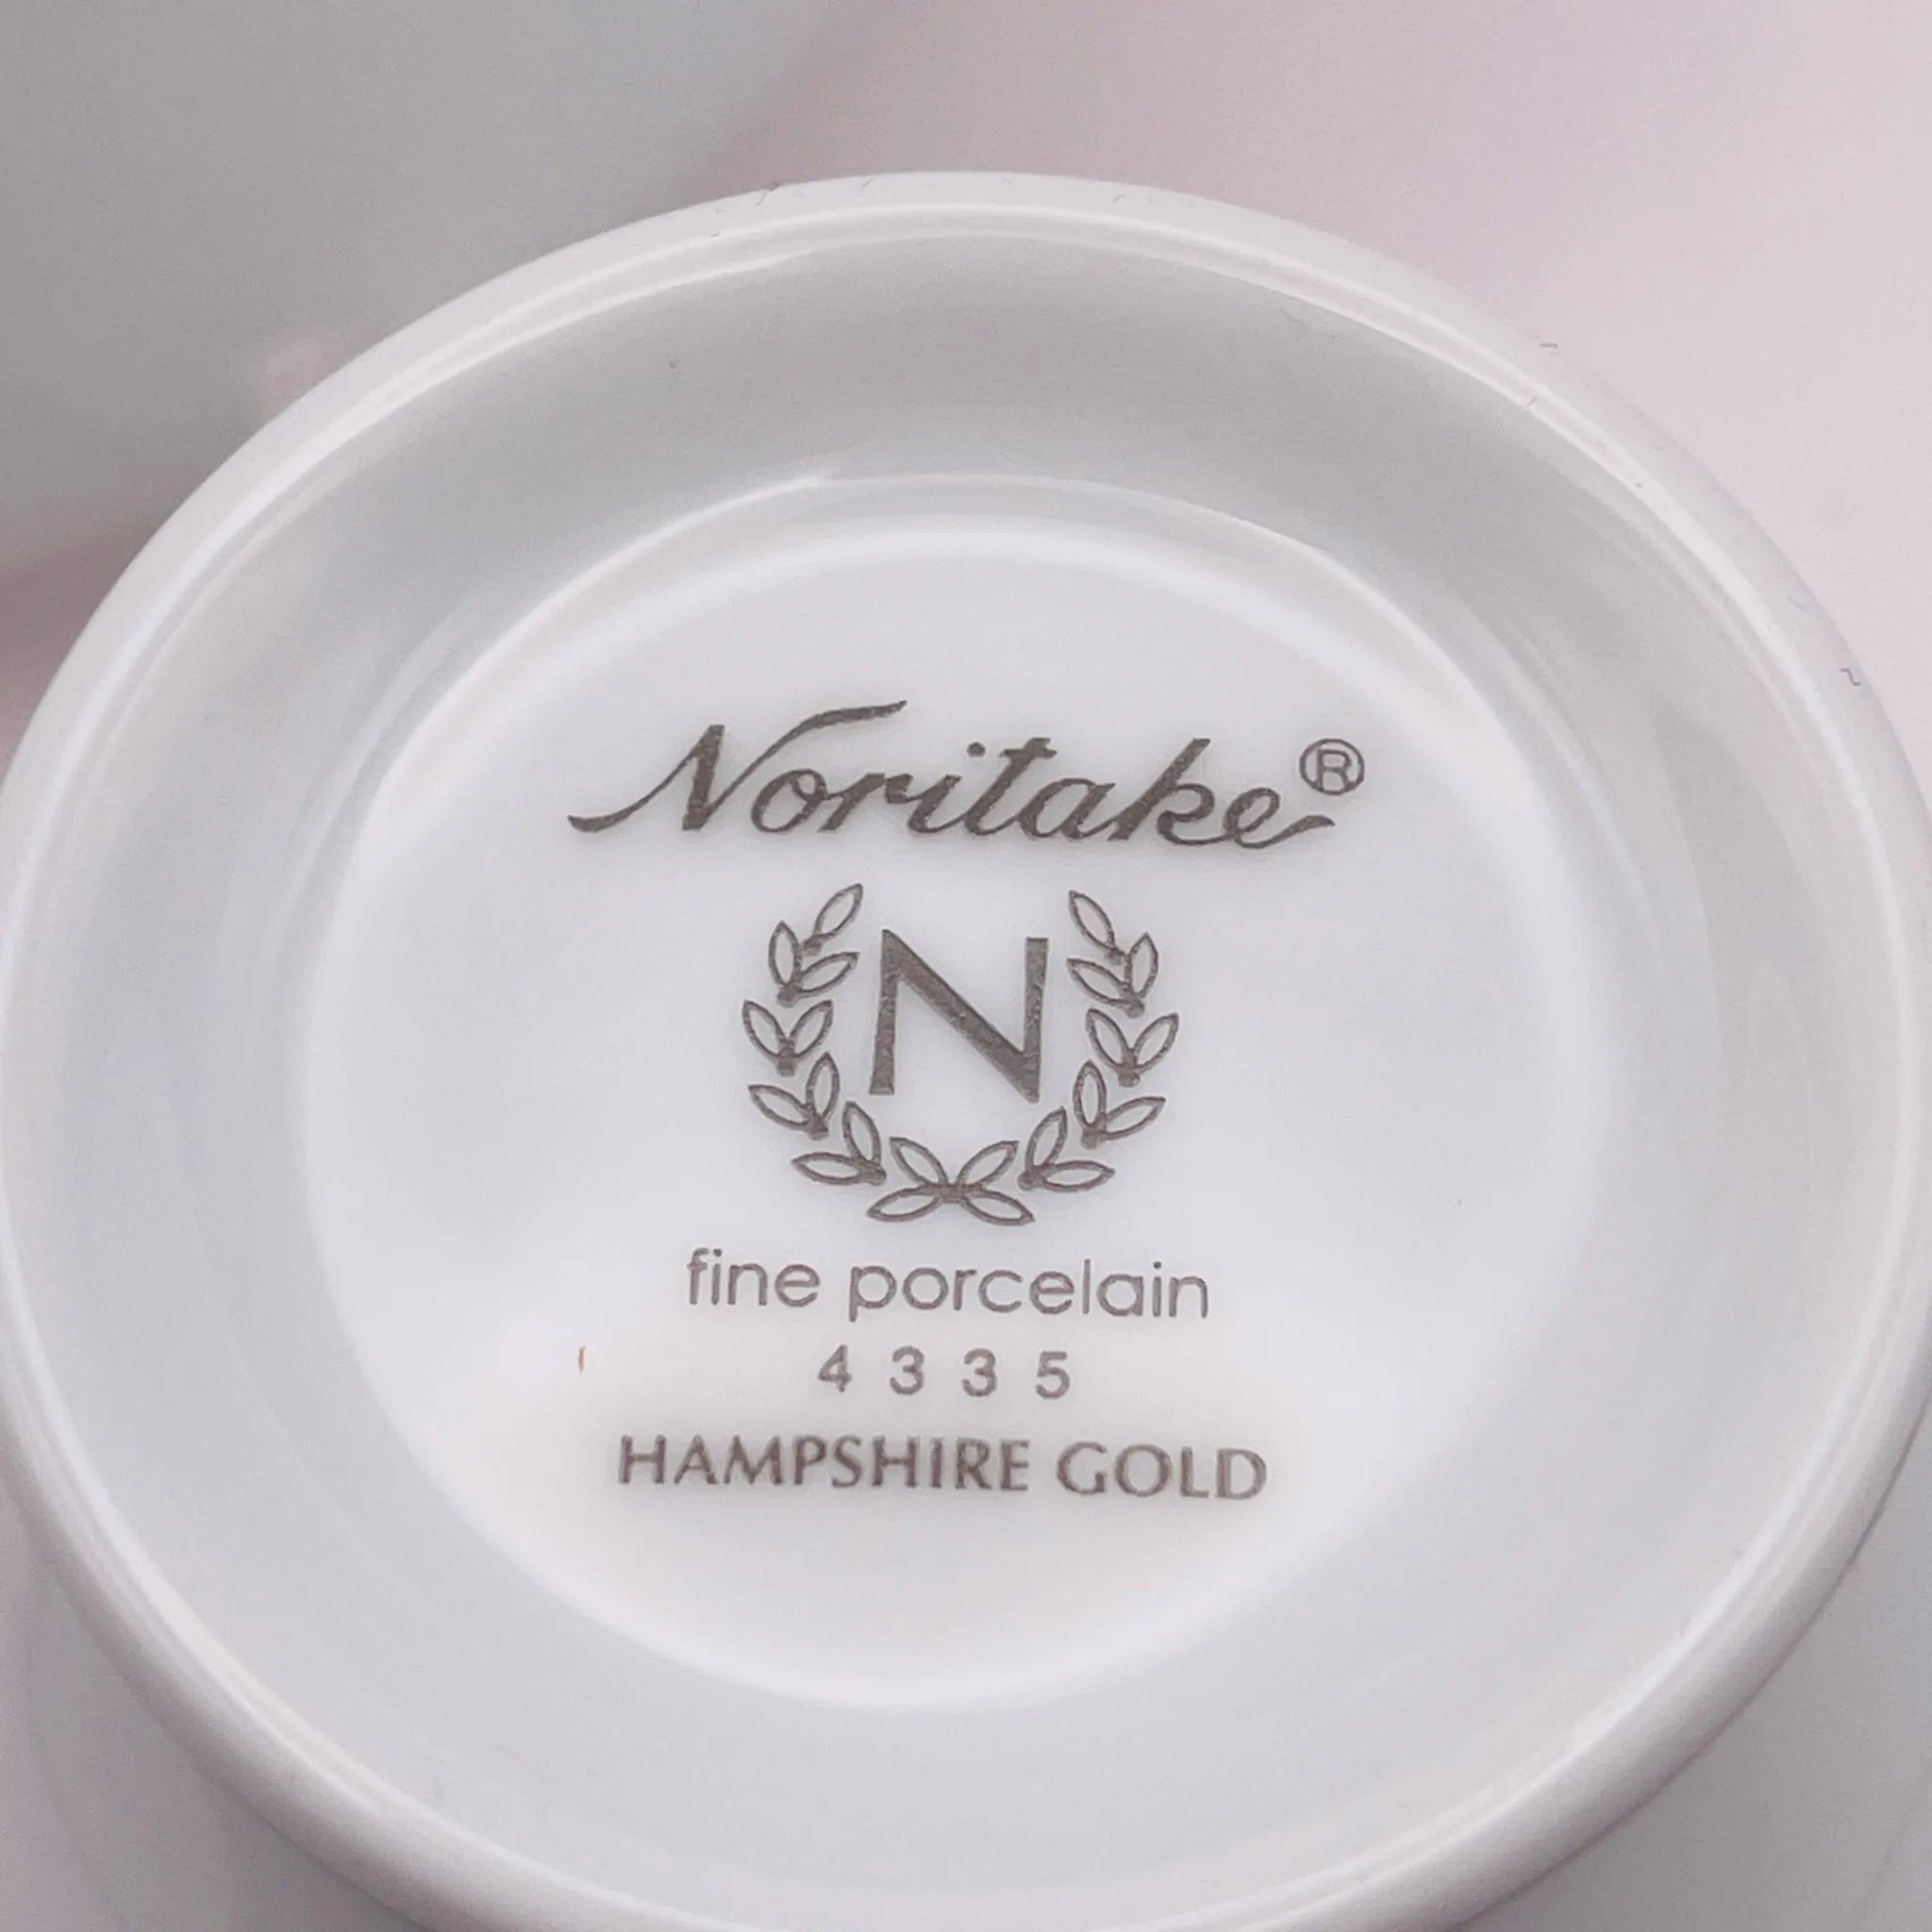 Noritake®
N
fine porcelain
4335
HAMPSHIRE GOLD